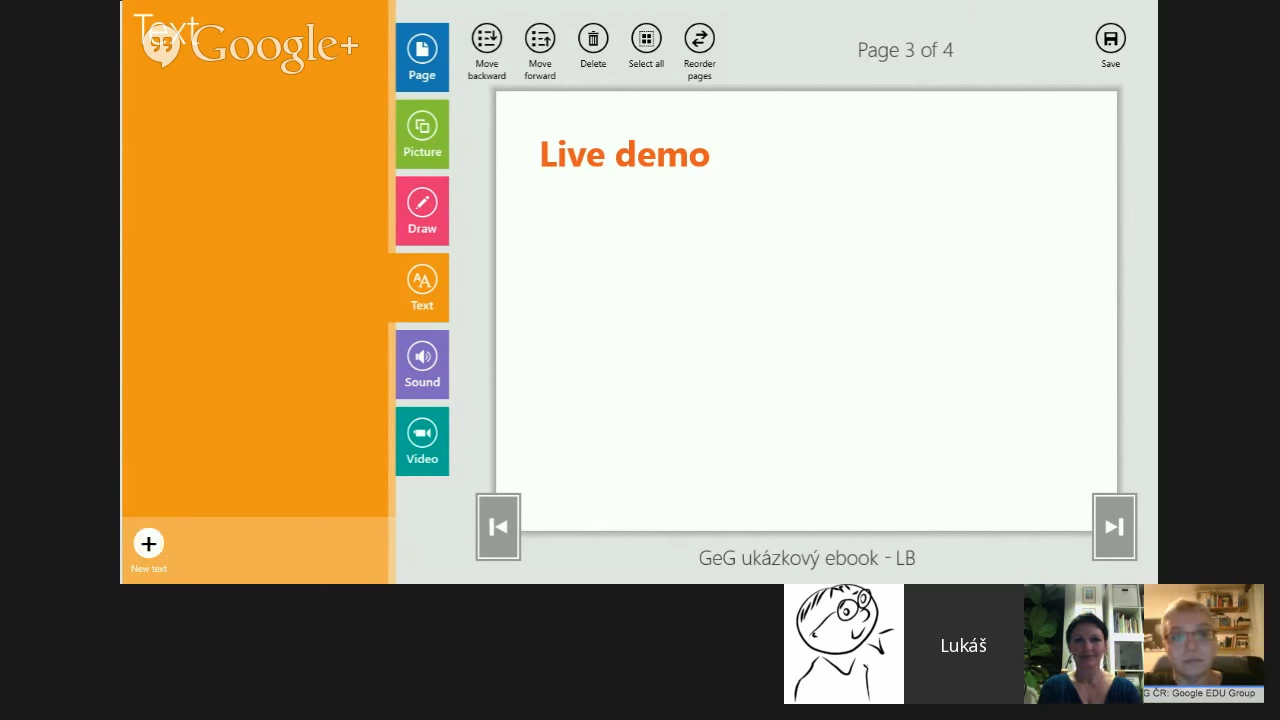 Text
Google+
Page
Picture
Draw
Text
Sound
Video
New text
Move
backward
Move
forward
Delete
Select all
Reorder
pages
Page 3 of 4
Save
Live demo
GeG ukázkový ebook - LB
Lukáš
G ČR: Google EDU Group